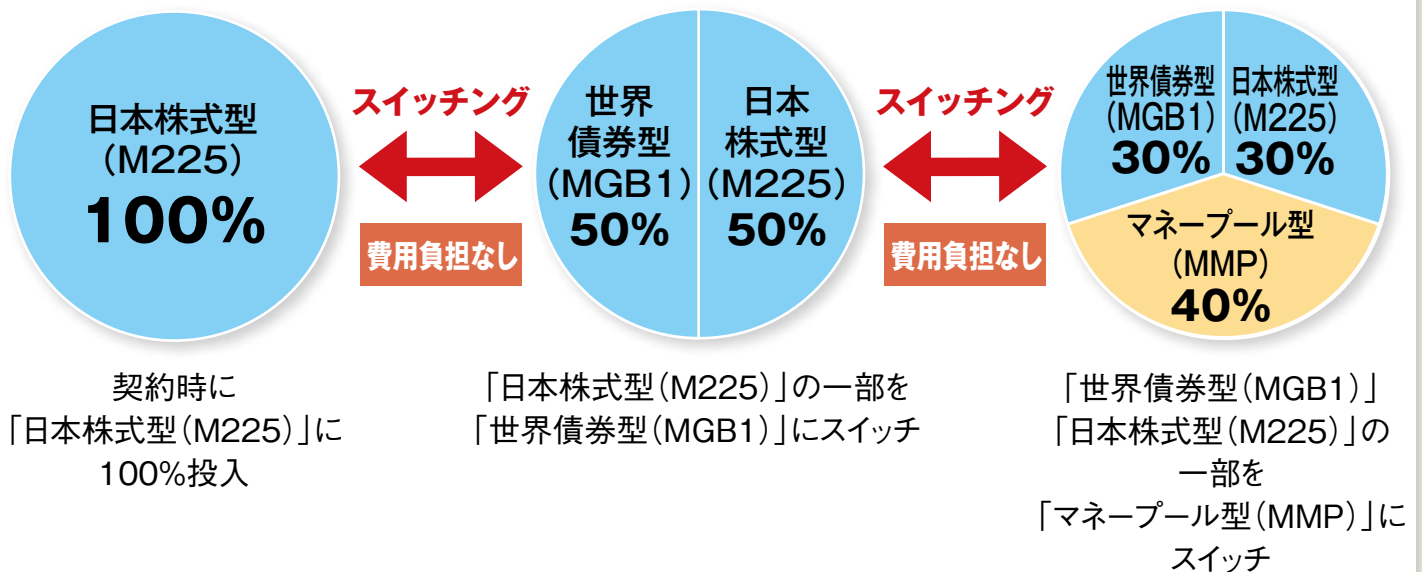 日本株式型
(M225)
100%
スイッチング
費用負担なし
世界
債券型
(MGB1)
50%
日本
株式型
(M225)
50%
スイッチング
費用負担なし
世界債券型
(MGB1)
30%
日本株式型
(M225)
30%
マネープール型
(MMP)
40%
契約時に
「日本株式型(M225)」に
100%投入
「日本株式型(M225)」の一部を
「世界債券型(MGB1)」にスイッチ
「世界債券型(MGB1)」
「日本株式型(M225)」の
一部を
「マネープール型(MMP)」に
スイッチ